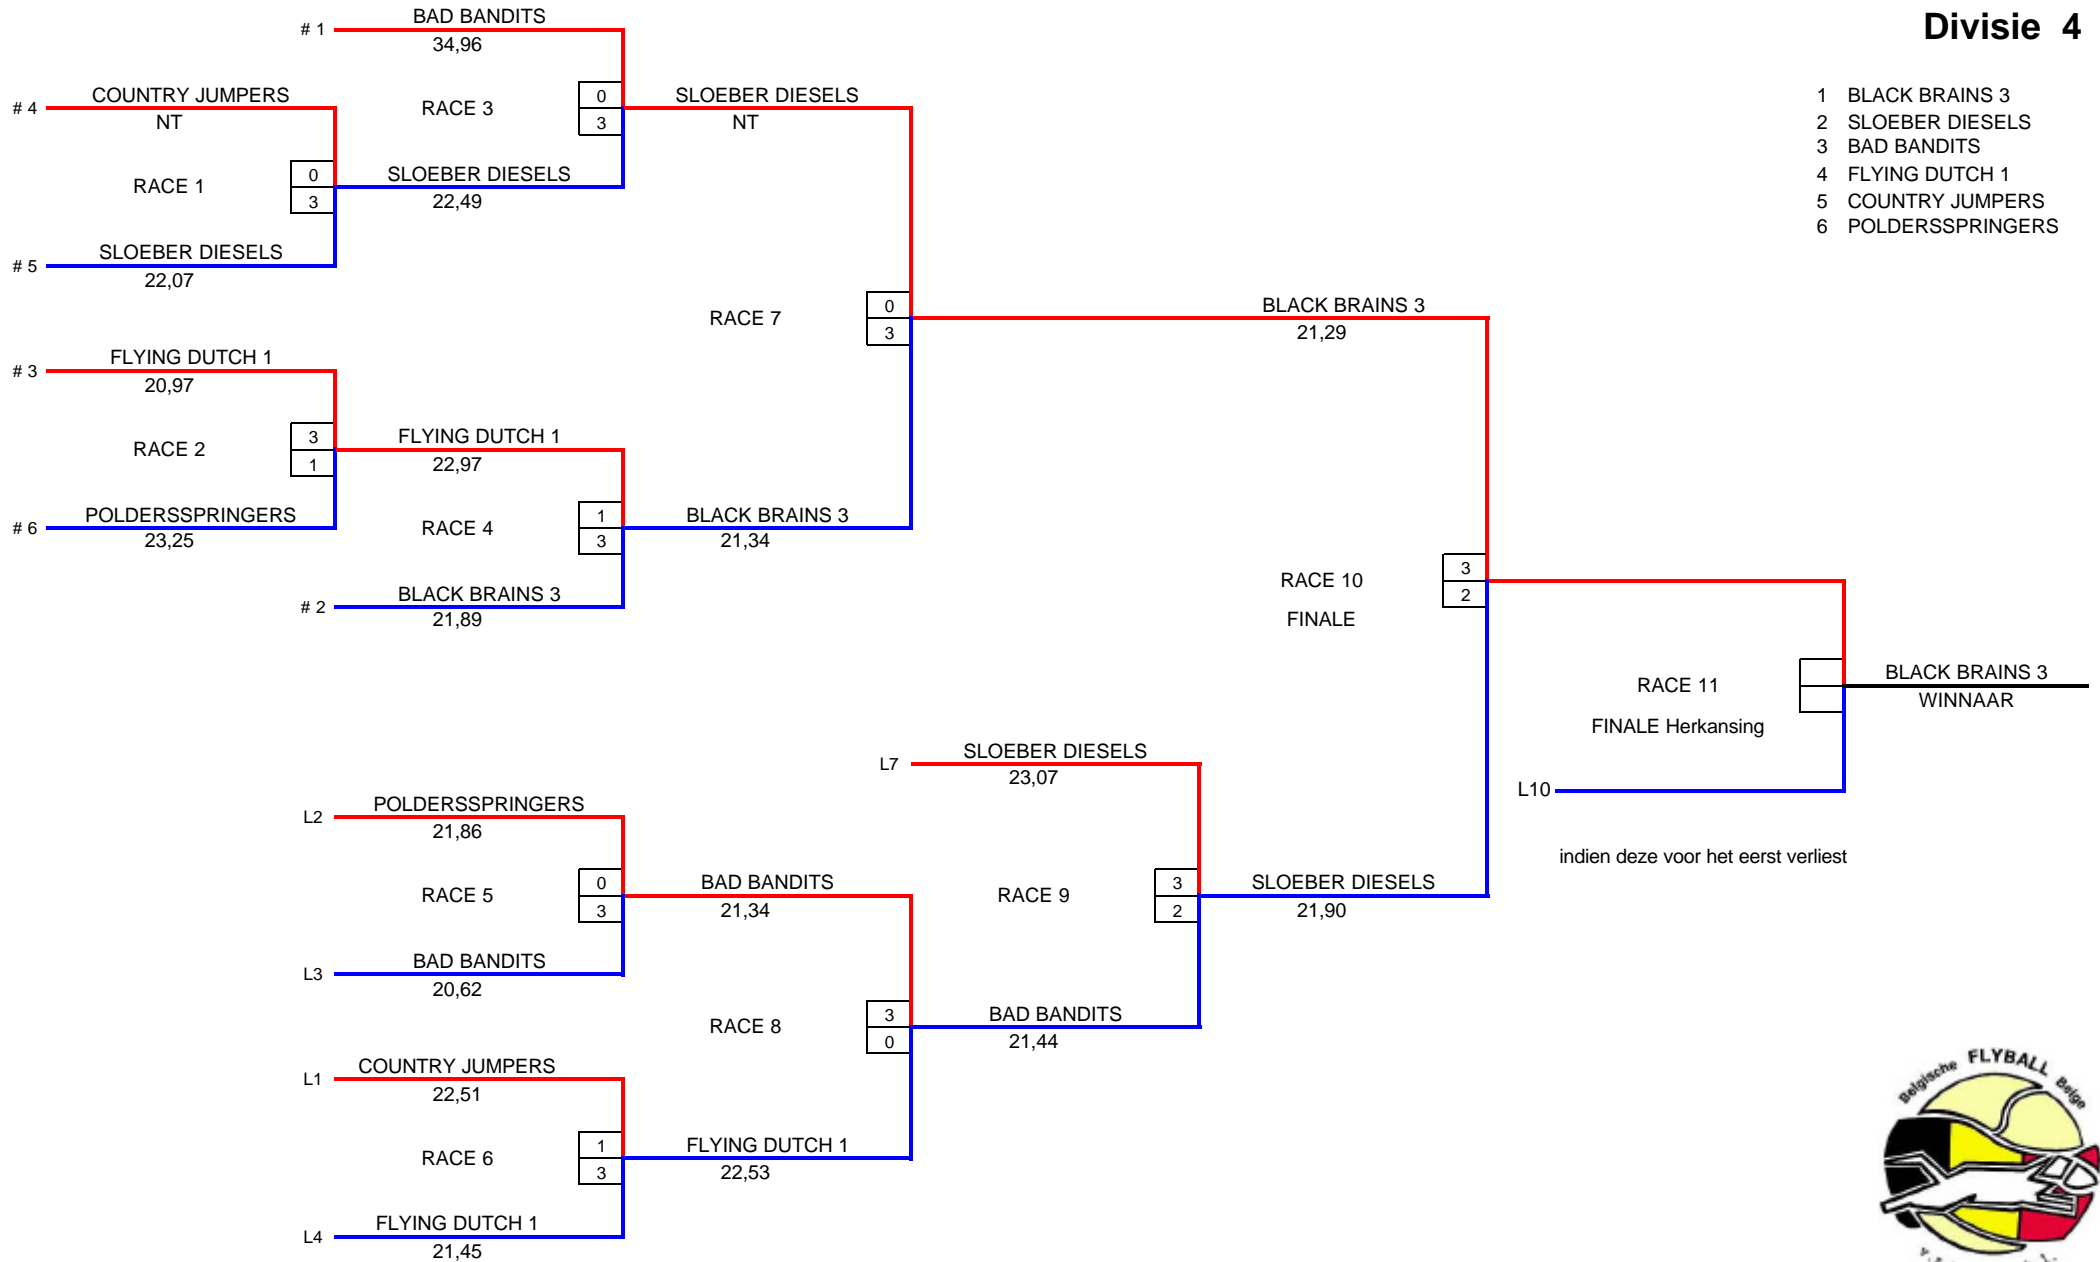 Divisie 4
1 BLACK BRAINS 3
2 SLOEBER DIESELS
3 BAD BANDITS
4 FLYING DUTCH 1
5 COUNTRY JUMPERS
6 POLDERSSPRINGERS
# 1 BAD BANDITS
34,96
# 4 COUNTRY JUMPERS
NT
RACE 3
0
3
SLOEBER DIESELS
NT
RACE 1
0
3
SLOEBER DIESELS
22,49
# 5 SLOEBER DIESELS
22,07
RACE 7
0
3
BLACK BRAINS 3
21,29
# 3 FLYING DUTCH 1
20,97
RACE 2
3
1
FLYING DUTCH 1
22,97
# 6 POLDERSSPRINGERS
23,25
RACE 4
1
3
BLACK BRAINS 3
21,34
# 2 BLACK BRAINS 3
21,89
RACE 10
FINALE
3
2
RACE 11
FINALE Herkansing
BLACK BRAINS 3
WINNAAR
L10
indien deze voor het eerst verliest
L7 SLOEBER DIESELS
23,07
L2 POLDERSSPRINGERS
21,86
RACE 5
0
3
BAD BANDITS
21,34
RACE 9
3
2
SLOEBER DIESELS
21,90
L3 BAD BANDITS
20,62
RACE 8
3
0
BAD BANDITS
21,44
L1 COUNTRY JUMPERS
22,51
RACE 6
1
3
FLYING DUTCH 1
22,53
L4 FLYING DUTCH 1
21,45
Belgische FLYBALL Belge